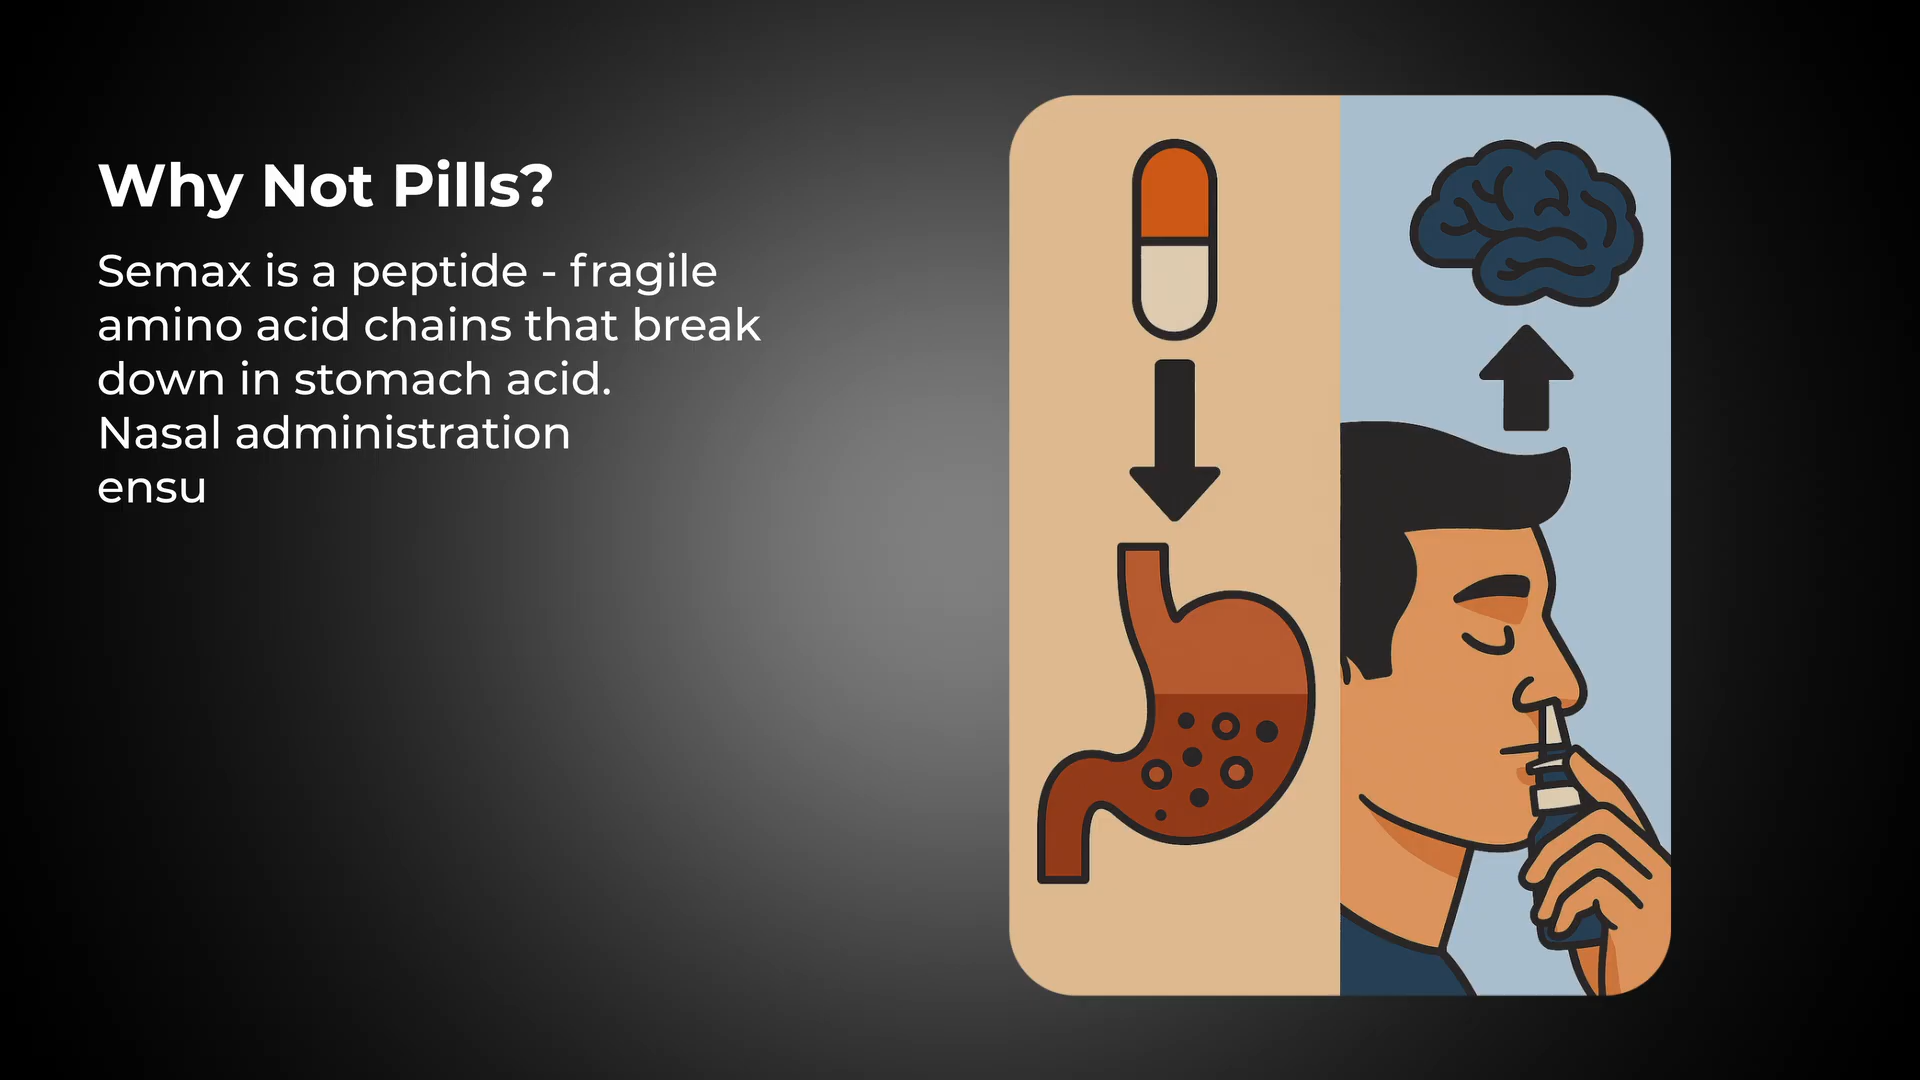 Why Not Pills?
Semax is a peptide - fragile
amino acid chains that break
down in stomach acid.
Nasal administration
ensu